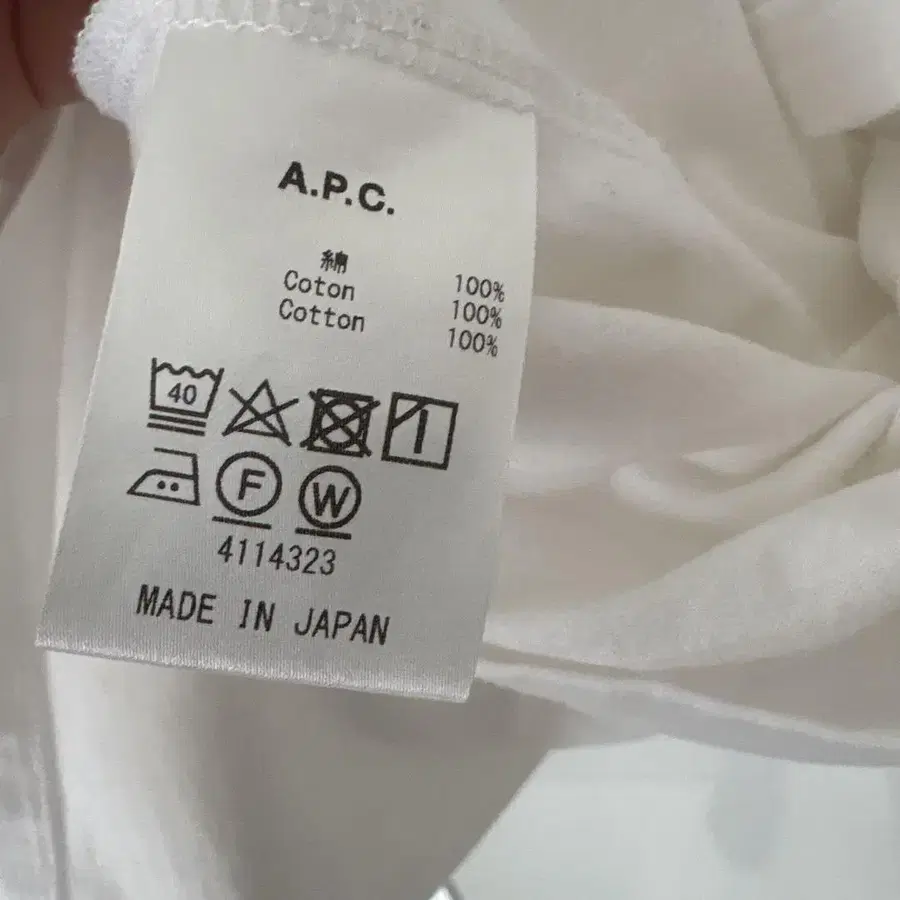 A.P.C.
綿 100%
Coton 100%
Cotton 100%
40
F W
4114323
MADE IN JAPAN